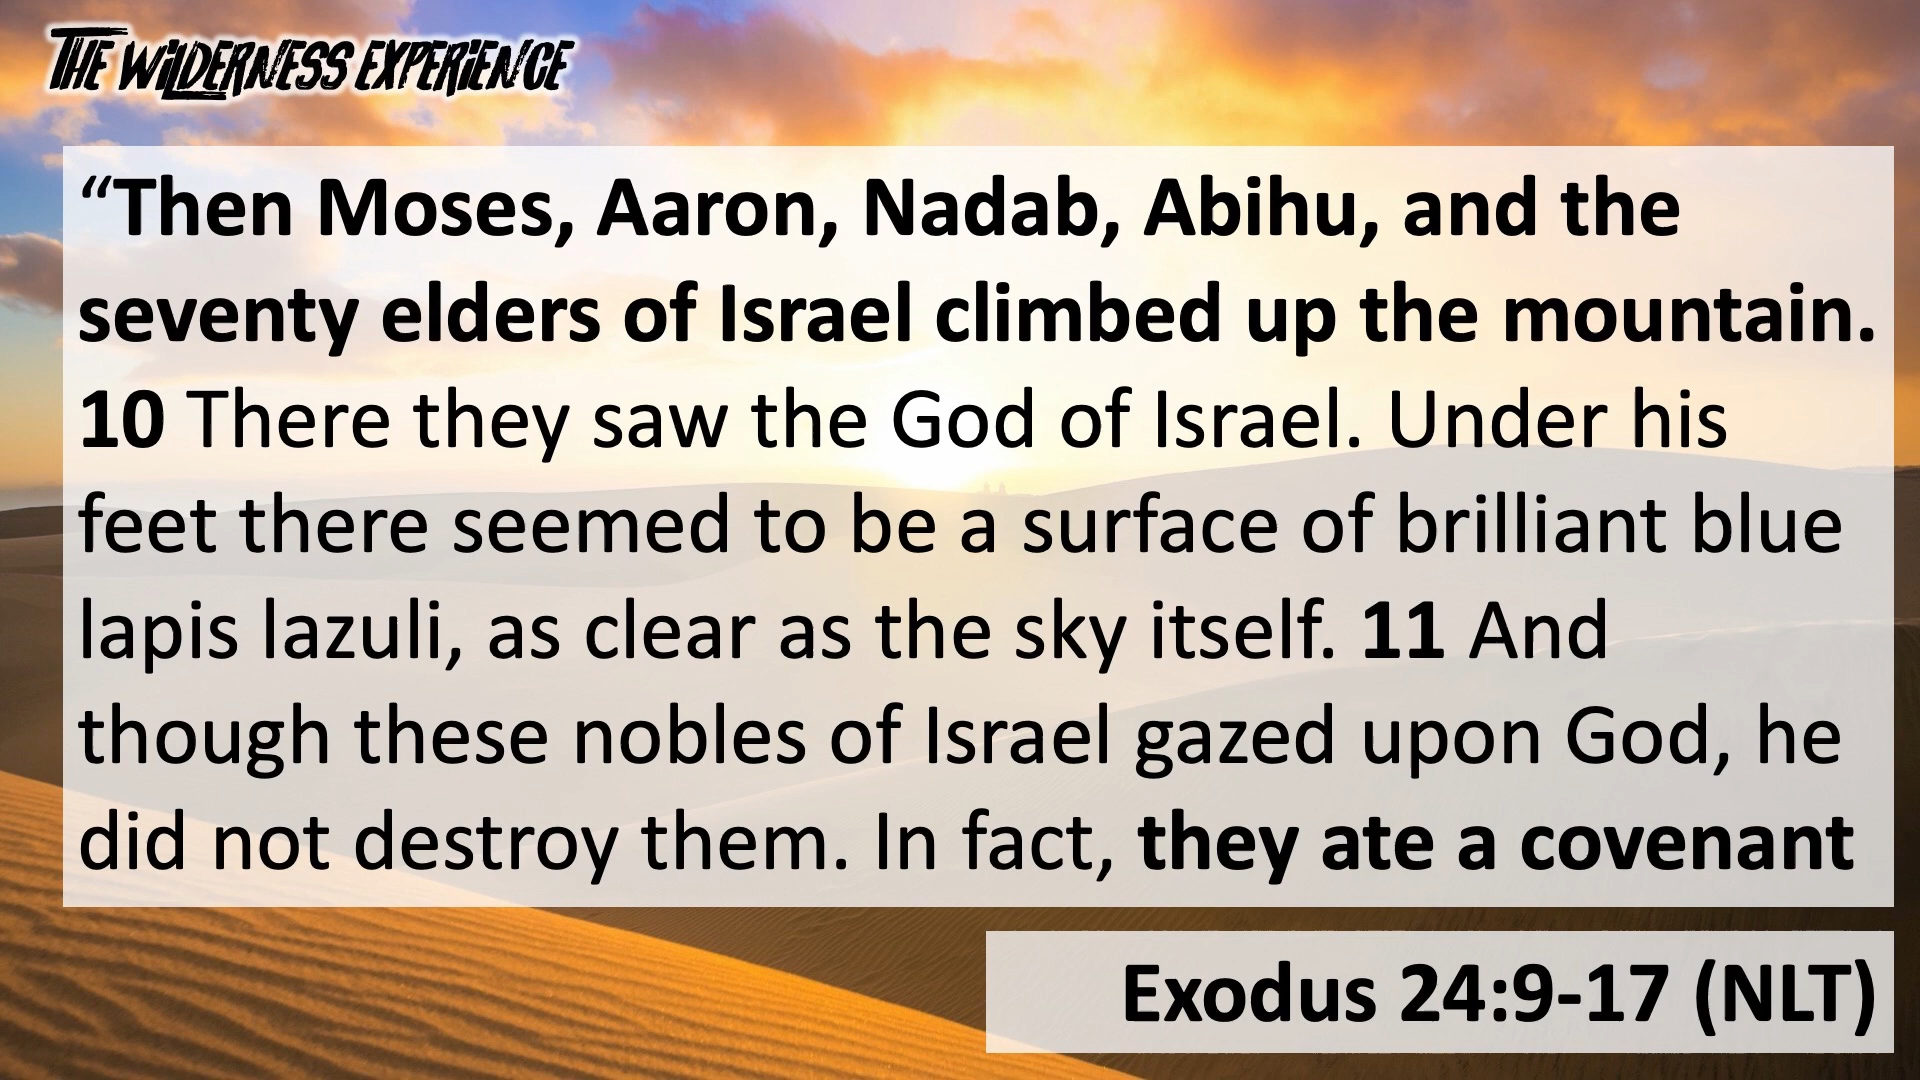 THE WILDERNESS EXPERIENCE
“Then Moses, Aaron, Nadab, Abihu, and the
seventy elders of Israel climbed up the mountain.
10 There they saw the God of Israel. Under his
feet there seemed to be a surface of brilliant blue
lapis lazuli, as clear as the sky itself. 11 And
though these nobles of Israel gazed upon God, he
did not destroy them. In fact, they ate a covenant
Exodus 24:9-17 (NLT)